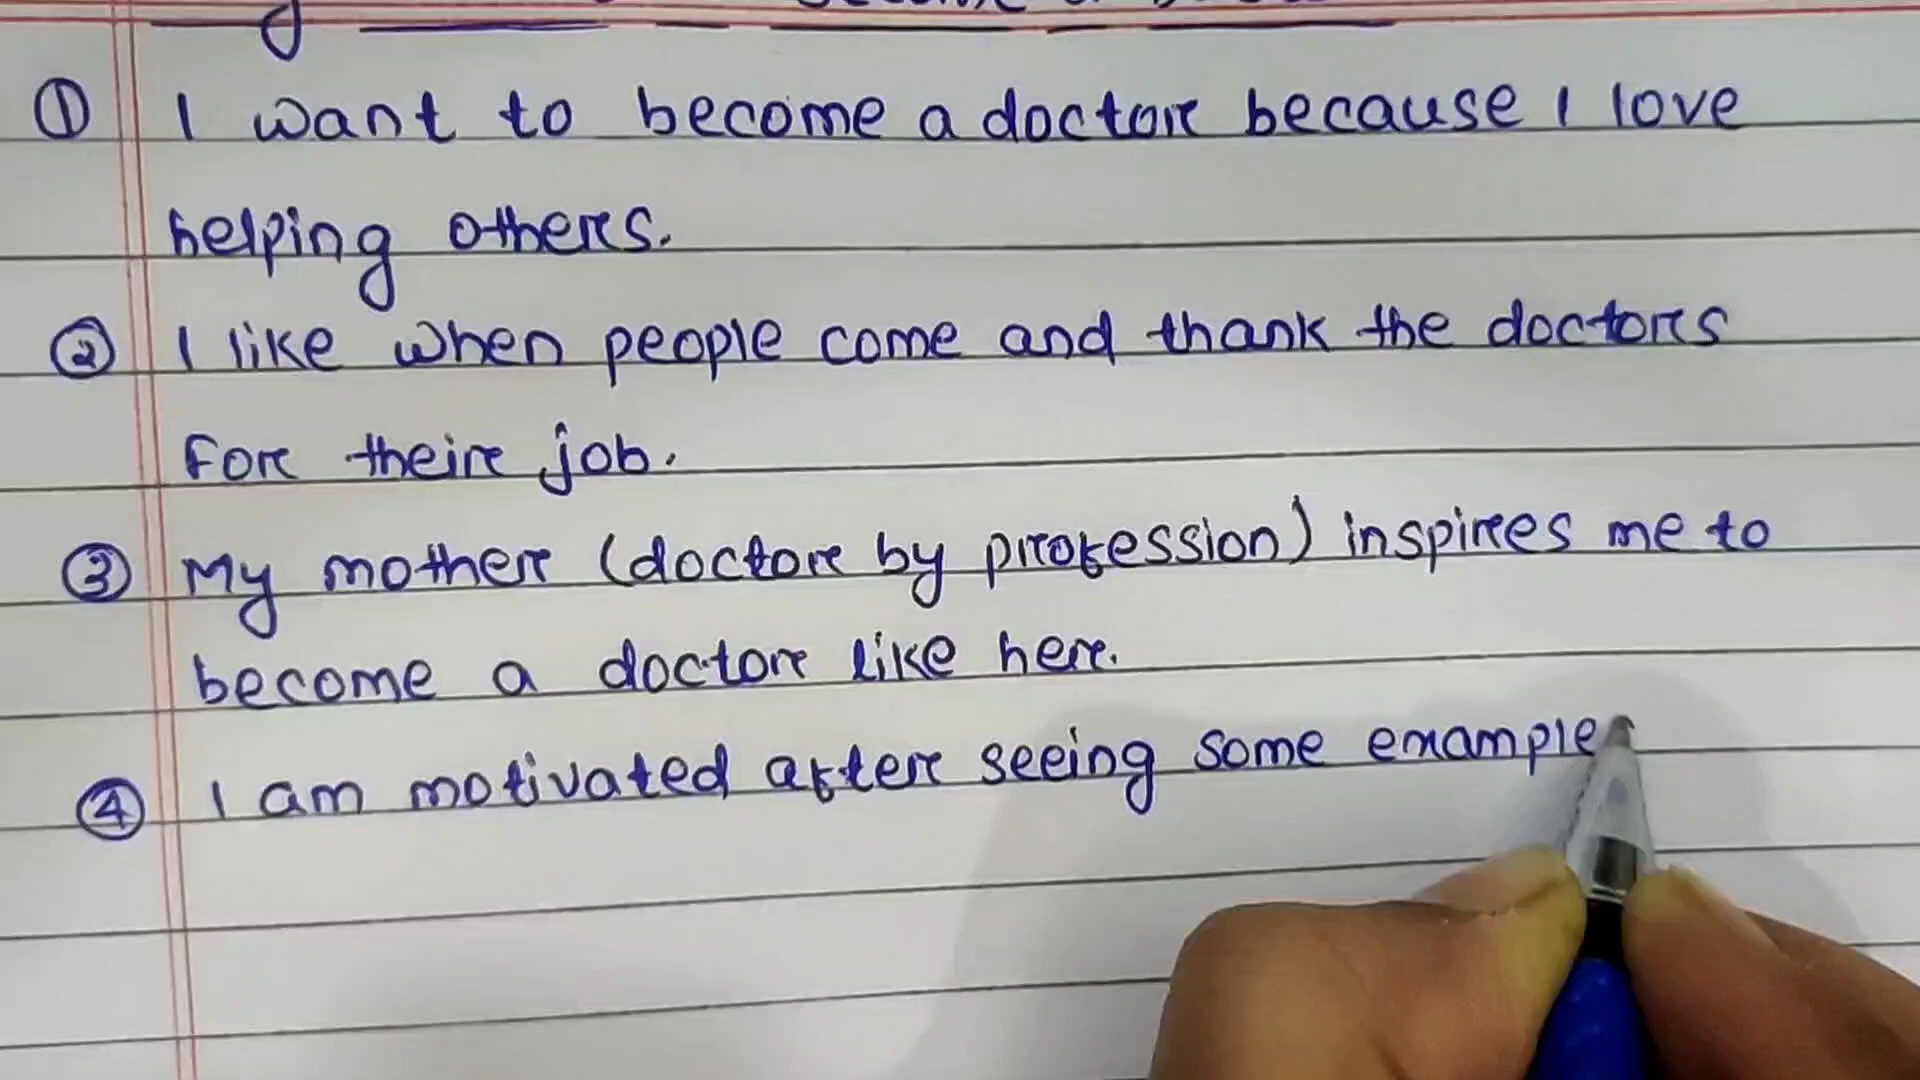 ① I want to become a doctor because I love
helping others.
② I like when people come and thank the doctors
for their job.
③ My mother (doctor by profession) inspires me to
become a doctor like her.
④ I am motivated after seeing some example